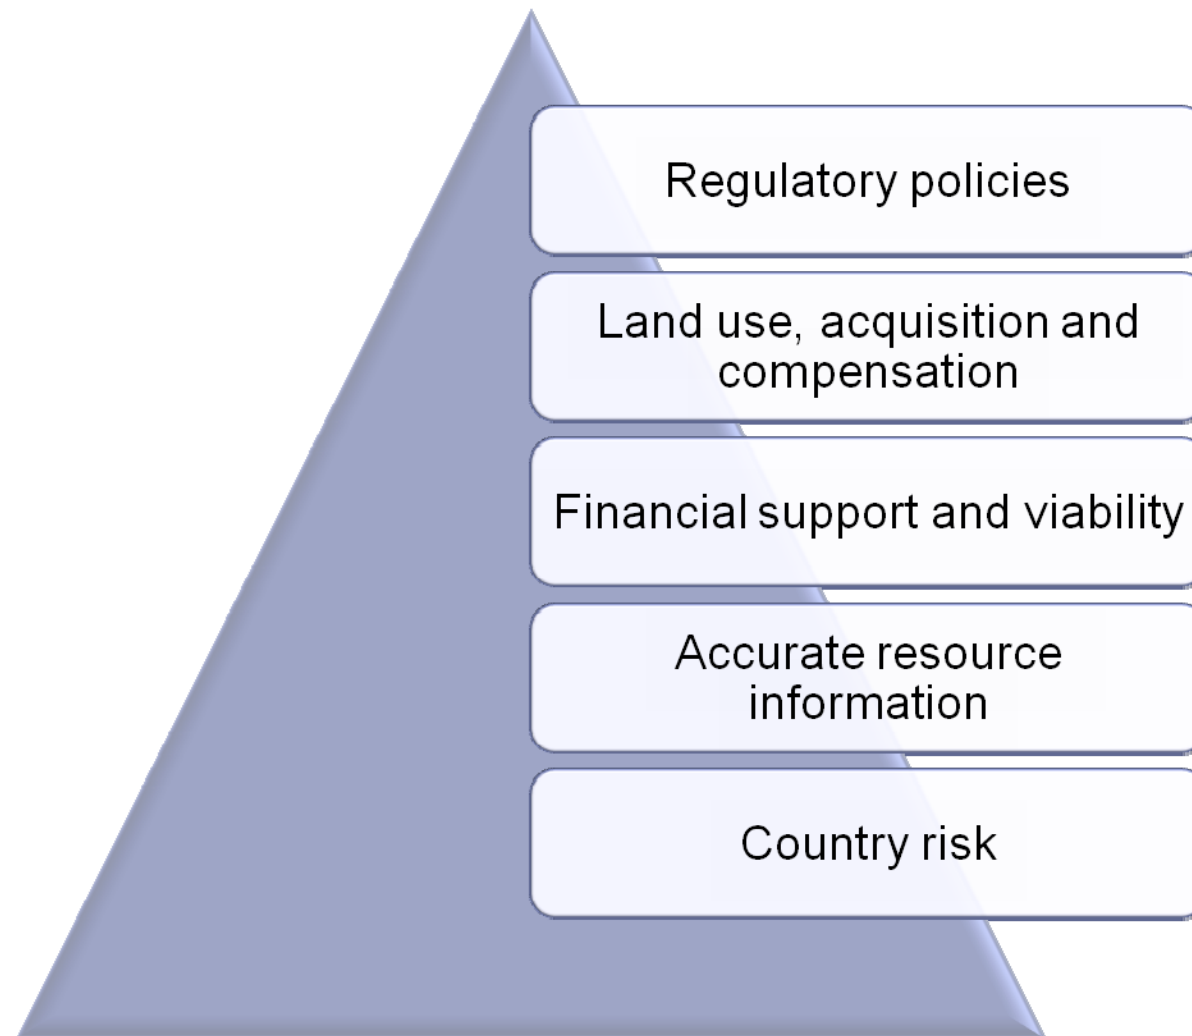 Regulatory policies
Land use, acquisition and
compensation
Financial support and viability
Accurate resource
information
Country risk